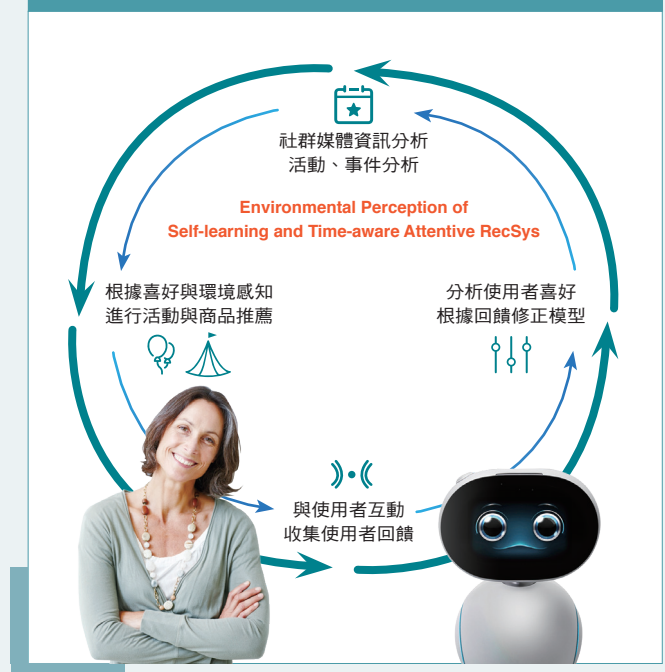 社群媒體資訊分析
活動、事件分析
Environmental Perception of
Self-learning and Time-aware Attentive RecSys
根據喜好與環境感知
進行活動與商品推薦
分析使用者喜好
根據回饋修正模型
與使用者互動
收集使用者回饋